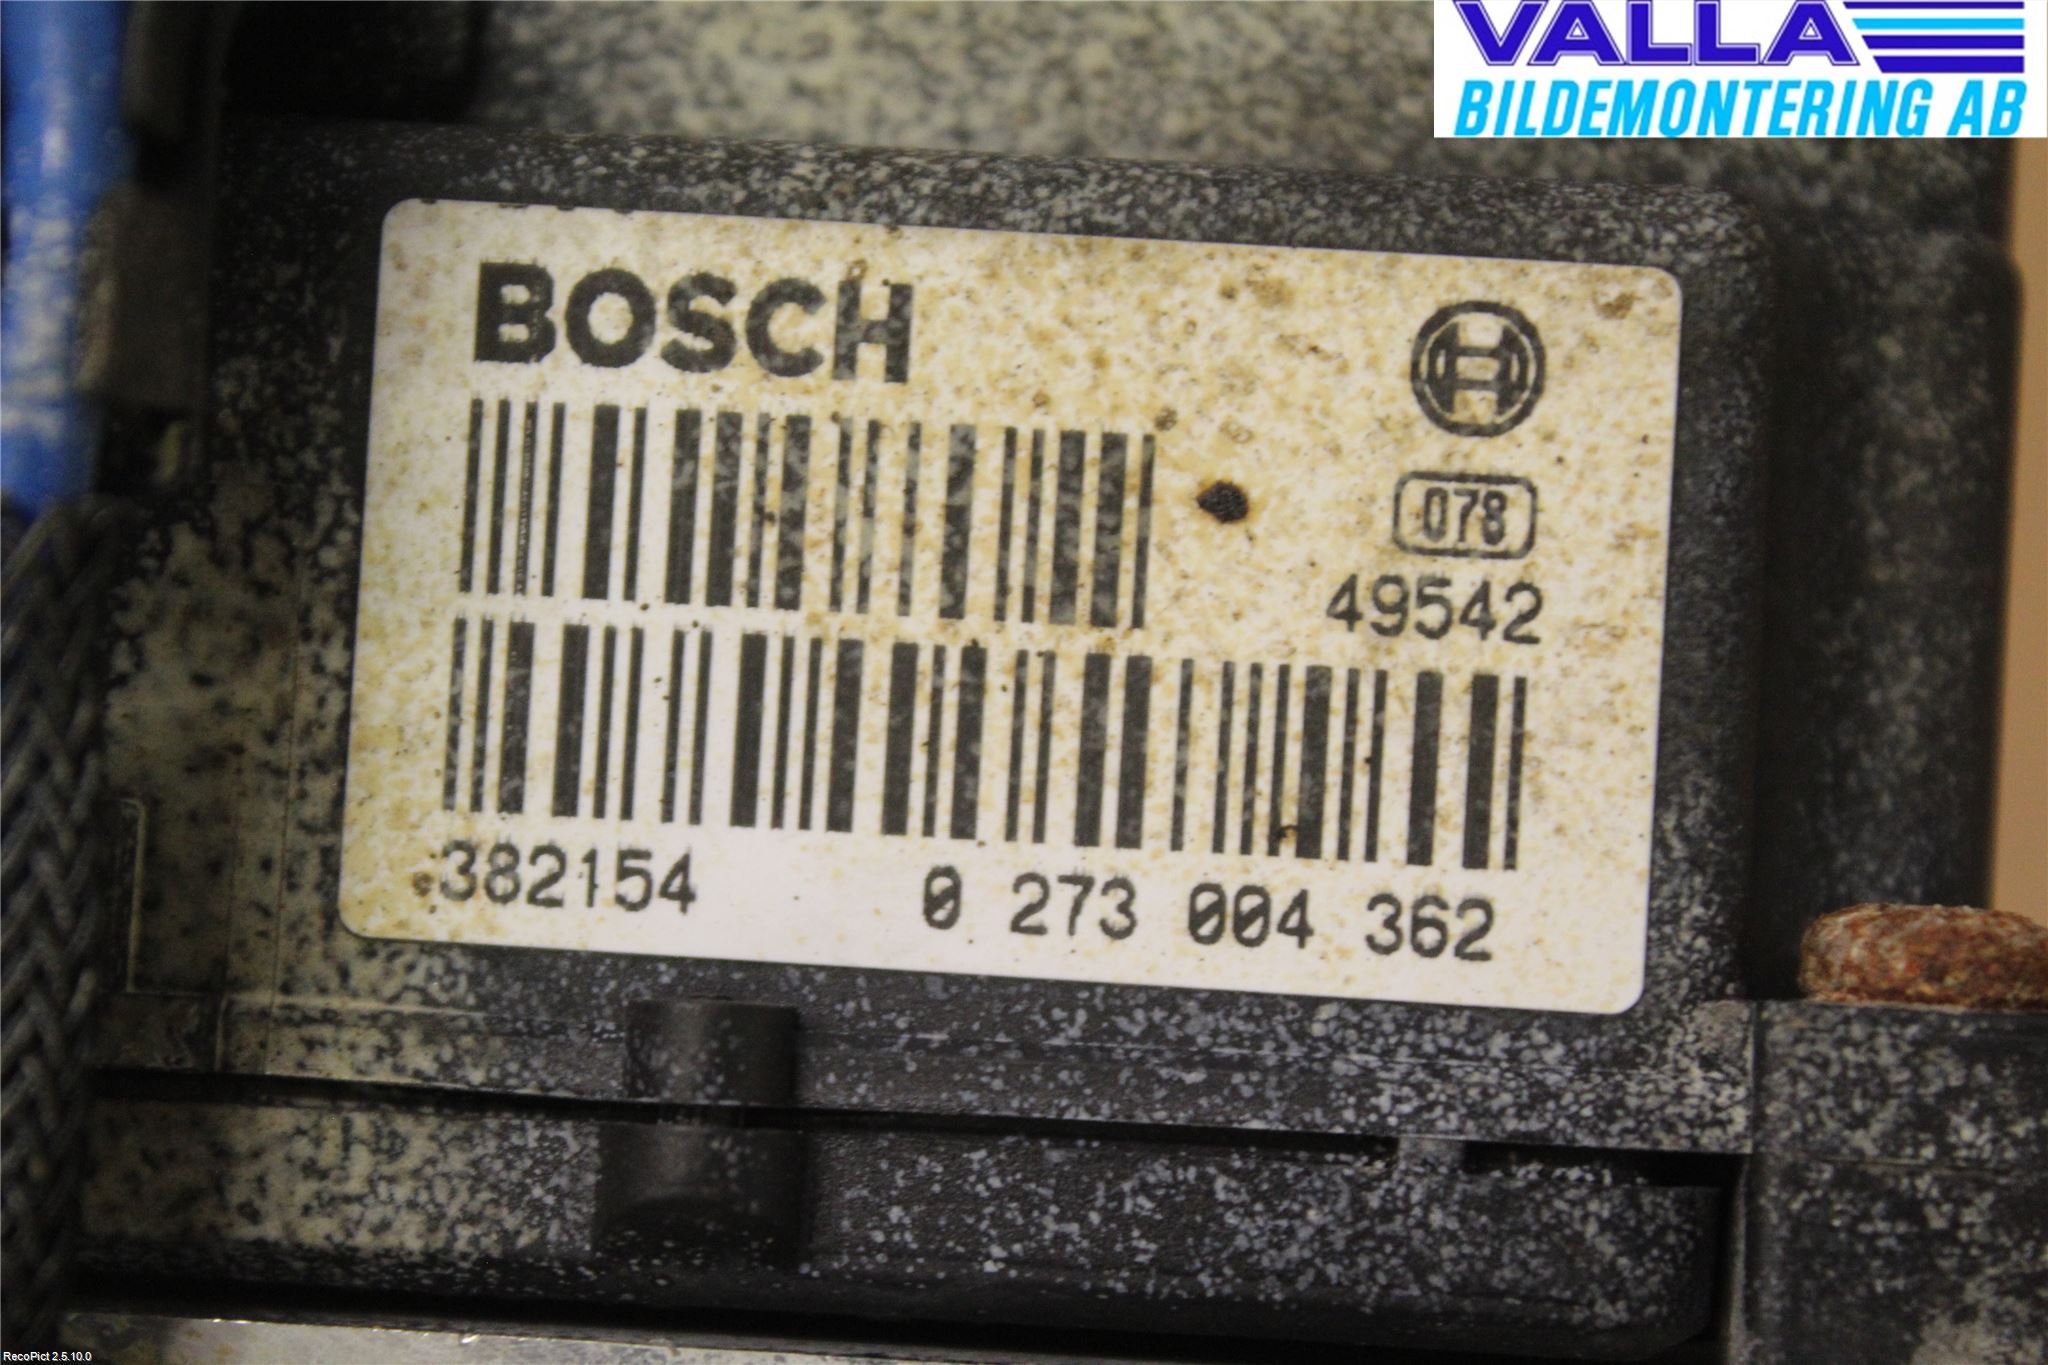 VALLA
BILDEMONTERING AB
BOSCH
078
49542
382154 0 273 004 362
RecoPict 2.5.10.0